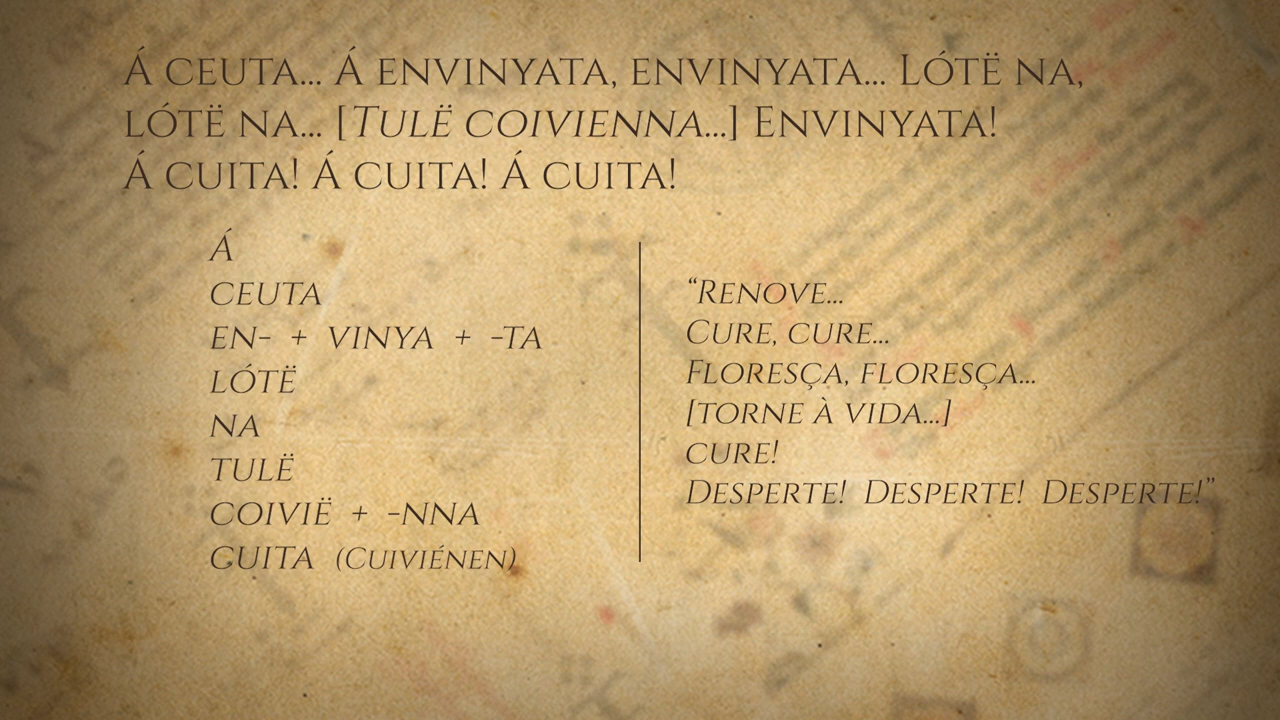 Á CEUTA... Á ENVINYATA, ENVINYATA... LÓTË NA,
LÓTË NA... [TULË COIVIENNA...] ENVINYATA!
Á CUITA! Á CUITA! Á CUITA!
Á
CEUTA
EN- + VINYA + -TA
LÓTË
NA
TULË
COIVIË + -NNA
CUITA (CUIVIÉNEN)
“RENOVE...
CURE, CURE...
FLORESÇA, FLORESÇA...
[TORNE À VIDA...]
CURE!
DESPERTE! DESPERTE! DESPERTE!”